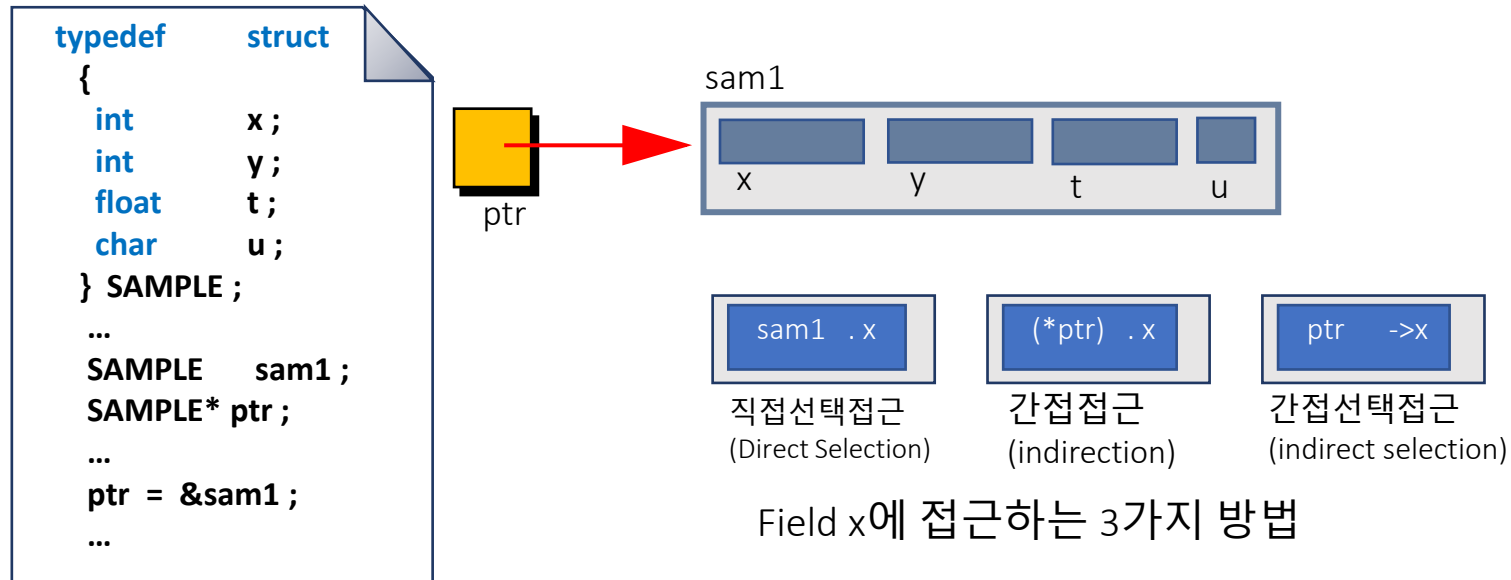 typedef struct
{
int x ;
int y ;
float t ;
char u ;
} SAMPLE ;
…
SAMPLE sam1 ;
SAMPLE* ptr ;
…
ptr = &sam1 ;
…
ptr
sam1
x y t u
sam1 . x
직접선택접근
(Direct Selection)
(*ptr) . x
간접접근
(indirection)
ptr ->x
간접선택접근
(indirect selection)
Field x에 접근하는 3가지 방법